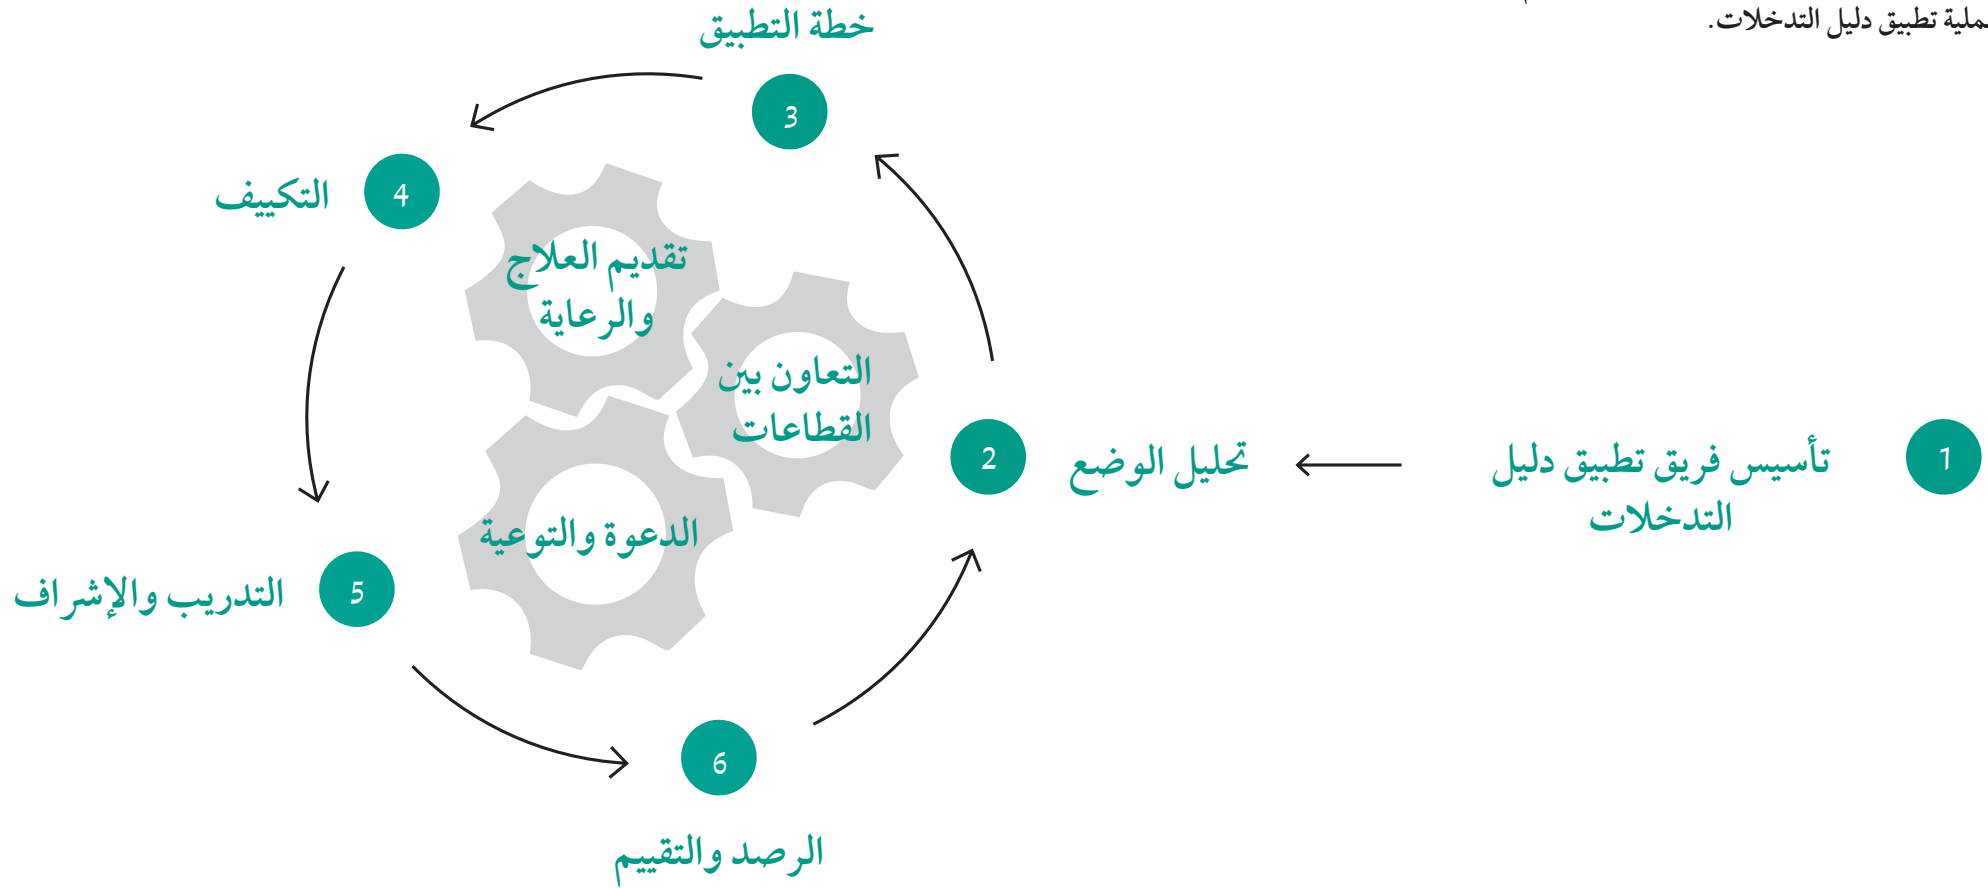 تطبيق دليل التدخلات.
1
تأسيس فريق تطبيق دليل
التدخلات
2
تحليل الوضع
3
خطة التطبيق
4
التكييف
5
التدريب والإشراف
6
الرصد والتقييم
تقديم العلاج
والرعاية
التعاون بين
القطاعات
الدعوة والتوعية